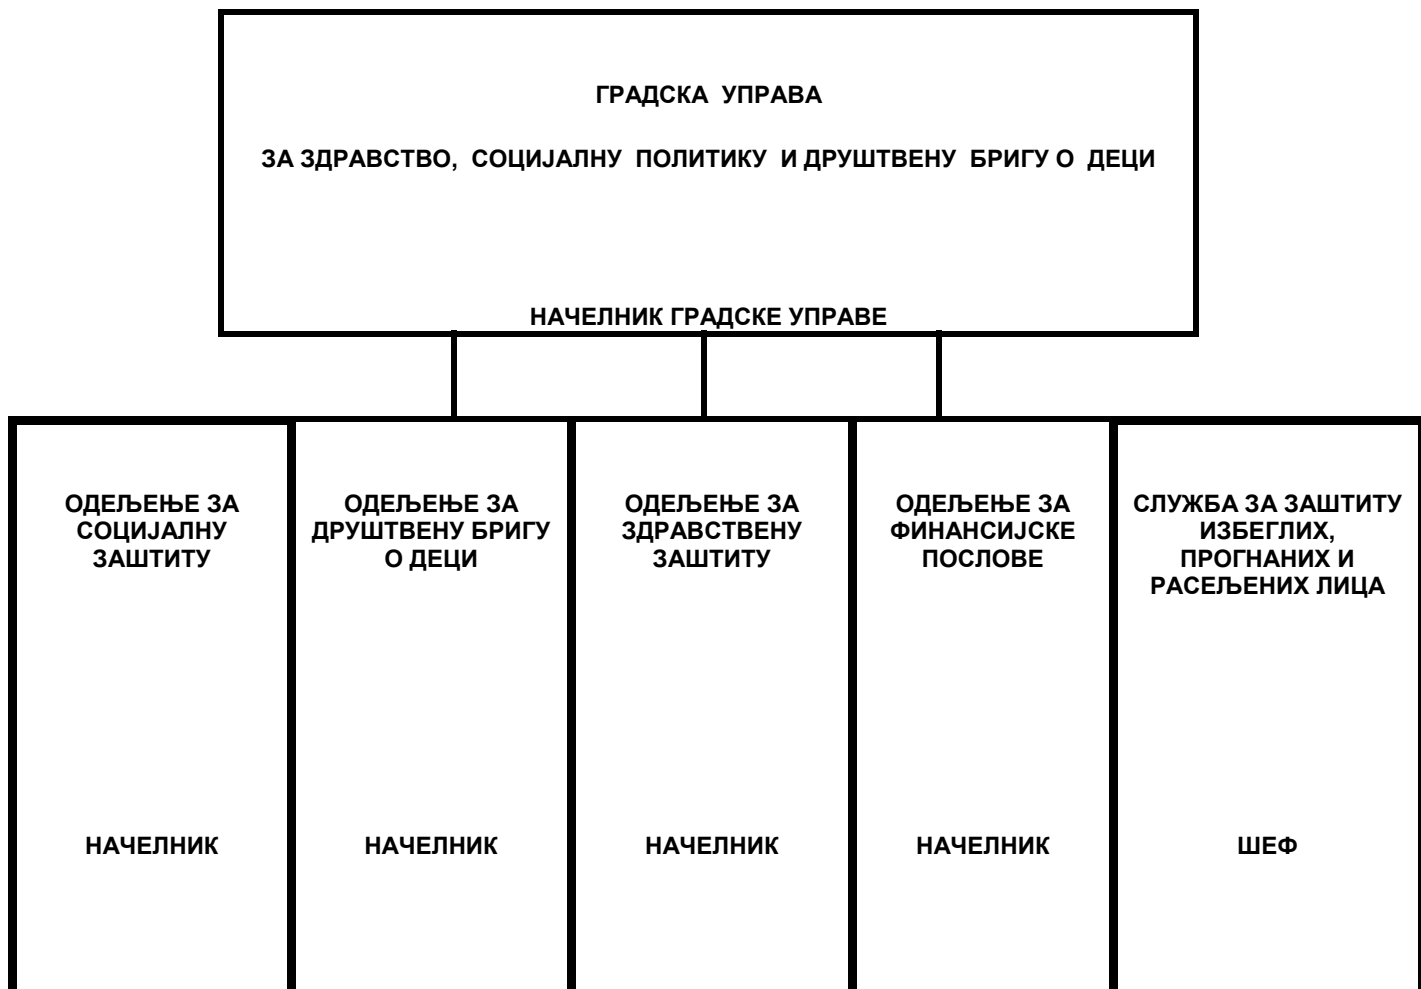 ГРАДСКА УПРАВА
ЗА ЗДРАВСТВО, СОЦИЈАЛНУ ПОЛИТИКУ И ДРУШТВЕНУ БРИГУ О ДЕЦИ
НАЧЕЛНИК ГРАДСКЕ УПРАВЕ
ОДЕЉЕЊЕ ЗА
СОЦИЈАЛНУ
ЗАШТИТУ
НАЧЕЛНИК
ОДЕЉЕЊЕ ЗА
ДРУШТВЕНУ БРИГУ
О ДЕЦИ
НАЧЕЛНИК
ОДЕЉЕЊЕ ЗА
ЗДРАВСТВЕНУ
ЗАШТИТУ
НАЧЕЛНИК
ОДЕЉЕЊЕ ЗА
ФИНАНСИЈСКЕ
ПОСЛОВЕ
НАЧЕЛНИК
СЛУЖБА ЗА ЗАШТИТУ
ИЗБЕГЛИХ,
ПРОГНАНИХ И
РАСЕЉЕНИХ ЛИЦА
ШЕФ